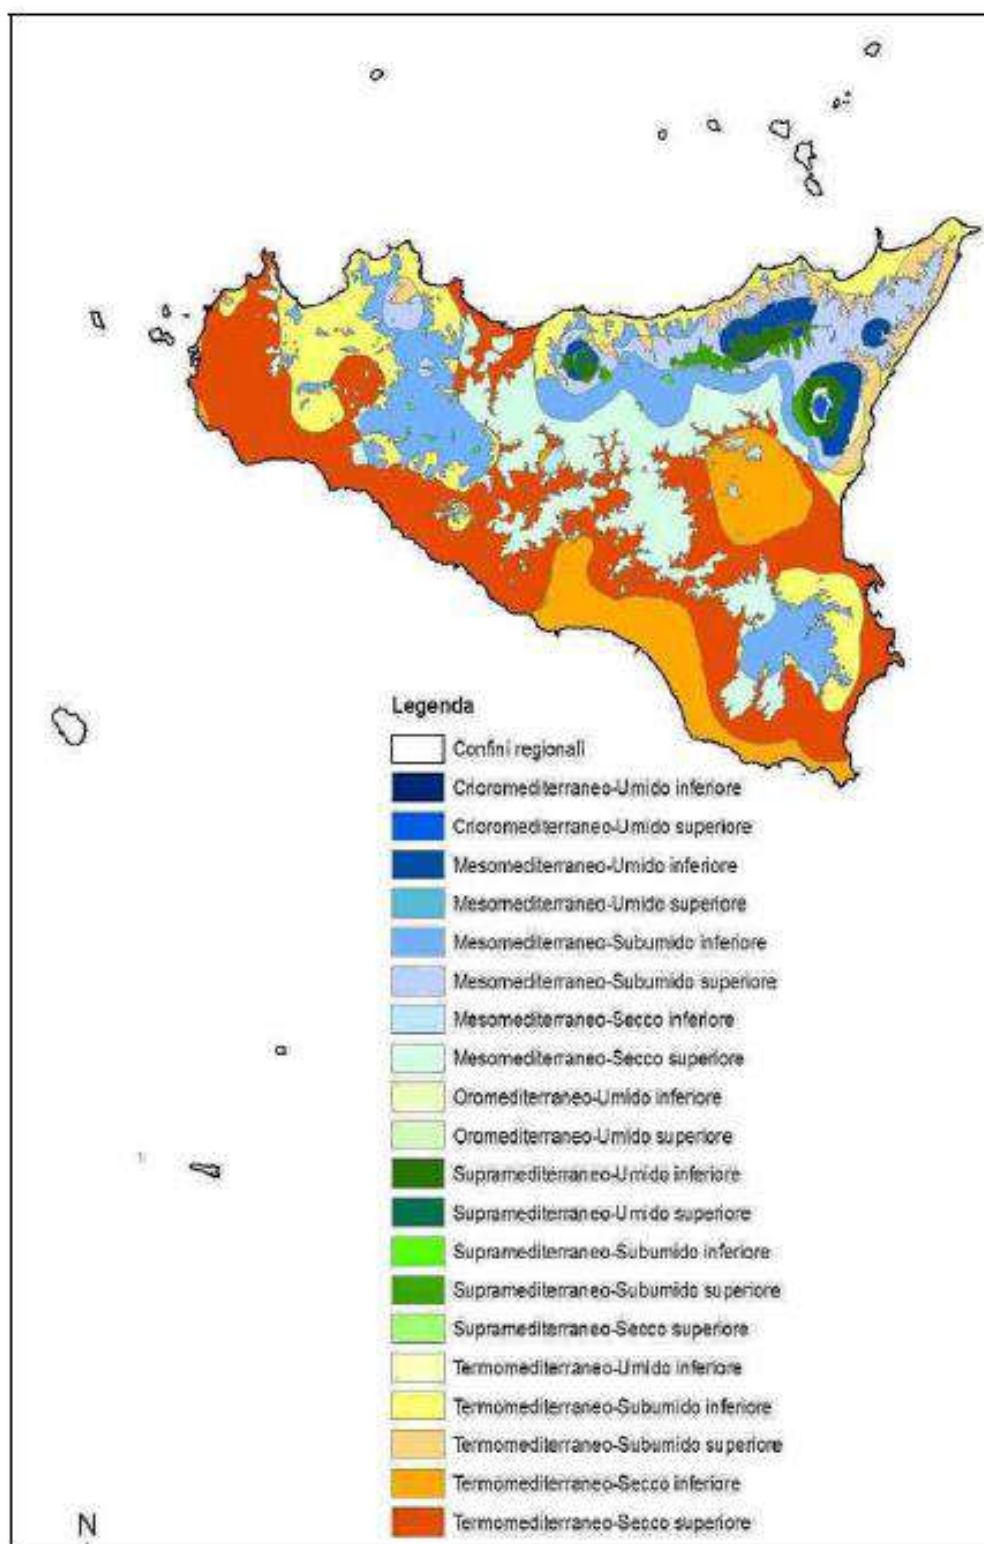 Legenda
Confini regionali
Crioromediterraneo-Umido inferiore
Crioromediterraneo-Umido superiore
Mesomediterraneo-Umido inferiore
Mesomediterraneo-Umido superiore
Mesomediterraneo-Subumido inferiore
Mesomediterraneo-Subumido superiore
Mesomediterraneo-Secco inferiore
Mesomediterraneo-Secco superiore
Oromediterraneo-Umido inferiore
Oromediterraneo-Umido superiore
Supramediterraneo-Umido inferiore
Supramediterraneo-Umido superiore
Supramediterraneo-Subumido inferiore
Supramediterraneo-Subumido superiore
Supramediterraneo-Secco superiore
Termomediterraneo-Umido inferiore
Termomediterraneo-Subumido inferiore
Termomediterraneo-Subumido superiore
Termomediterraneo-Secco inferiore
Termomediterraneo-Secco superiore
N